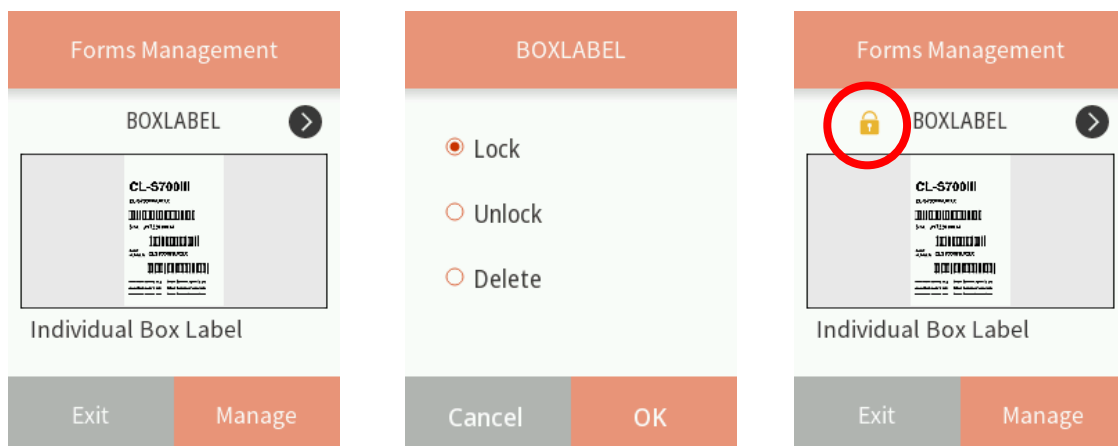 Forms Management
BOXLABEL
CL-S700III
Individual Box Label
Exit Manage
BOXLABEL
Lock
Unlock
Delete
Cancel OK
Forms Management
BOXLABEL
CL-S700III
Individual Box Label
Exit Manage